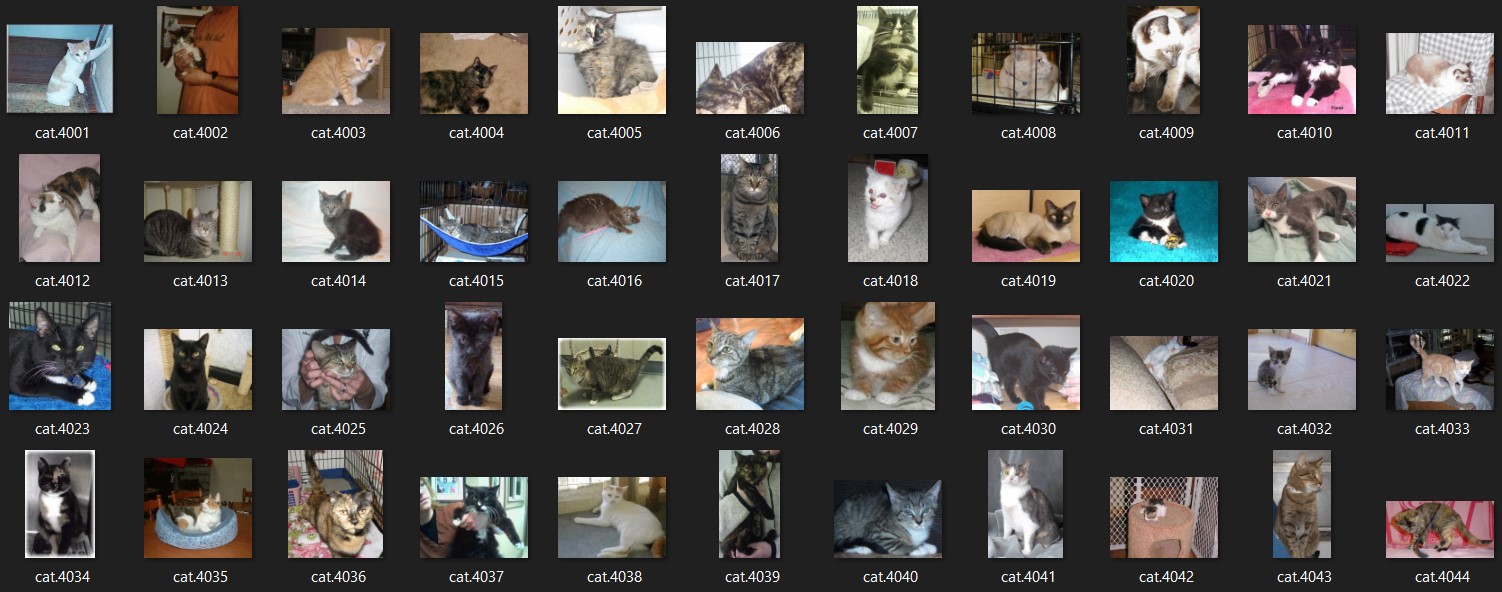 cat.4001 cat.4002 cat.4003 cat.4004 cat.4005 cat.4006 cat.4007 cat.4008 cat.4009 cat.4010 cat.4011
cat.4012 cat.4013 cat.4014 cat.4015 cat.4016 cat.4017 cat.4018 cat.4019 cat.4020 cat.4021 cat.4022
cat.4023 cat.4024 cat.4025 cat.4026 cat.4027 cat.4028 cat.4029 cat.4030 cat.4031 cat.4032 cat.4033
cat.4034 cat.4035 cat.4036 cat.4037 cat.4038 cat.4039 cat.4040 cat.4041 cat.4042 cat.4043 cat.4044